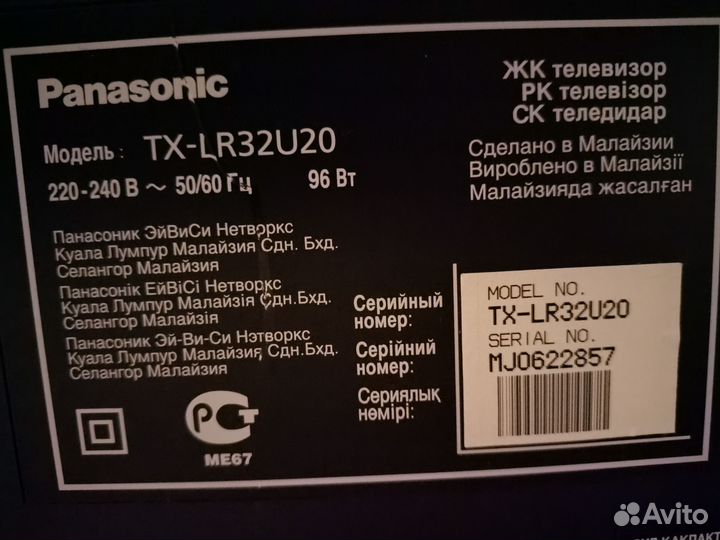 Panasonic
ЖК телевизор
РК телевізор
СК теледидар
Модель: TX-LR32U20
220-240 В ~ 50/60 Гц 96 Вт
Сделано в Малайзии
Вироблено в Малайзії
Малайзияда жасалған
Панасоник ЭйВиСи Нетворкс
Куала Лумпур Малайзия Сдн. Бхд.
Селангор Малайзия
Панасонік ЕйВіСі Нетворкс
Куала Лумпур Малайзія Сдн. Бхд.
Селангор Малайзія
Панасоник Эй-Ви-Си Нэтворкс
Куала Лумпур Малайзия, Сдн.Бхд.
Селангор Малайзия
Серийный
номер:
Серійний
номер:
Сериялық
нөмірі:
MODEL NO.
TX-LR32U20
SERIAL NO.
MJ0622857
РСТ
ME67
Avito